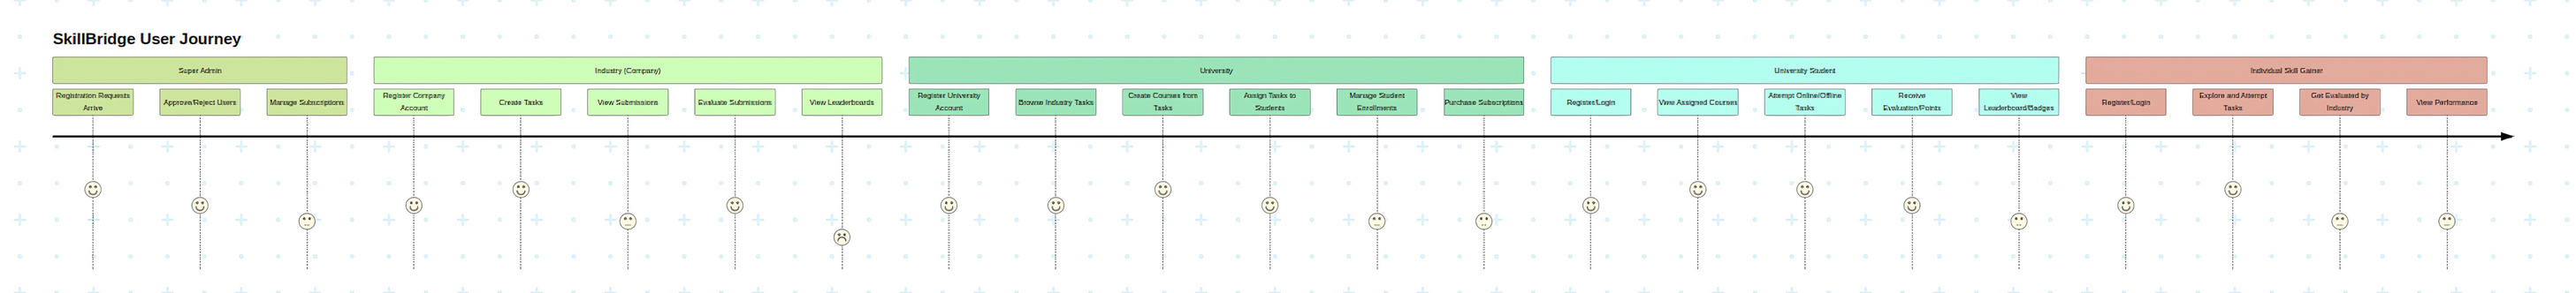 SkillBridge User Journey
Super Admin
Industry (Company)
University
University Student
Individual Skill Gainer
Registration Requests
Arrive
Approve/Reject Users
Manage Subscriptions
Register Company
Account
Create Tasks
View Submissions
Evaluate Submissions
View Leaderboards
Register University
Account
Browse Industry Tasks
Create Courses from
Tasks
Assign Tasks to
Students
Manage Student
Enrollments
Purchase Subscriptions
Register/Login
View Assigned Courses
Attempt Online/Offline
Tasks
Receive
Evaluation/Points
View
Leaderboard/Badges
Register/Login
Explore and Attempt
Tasks
Get Evaluated by
Industry
View Performance